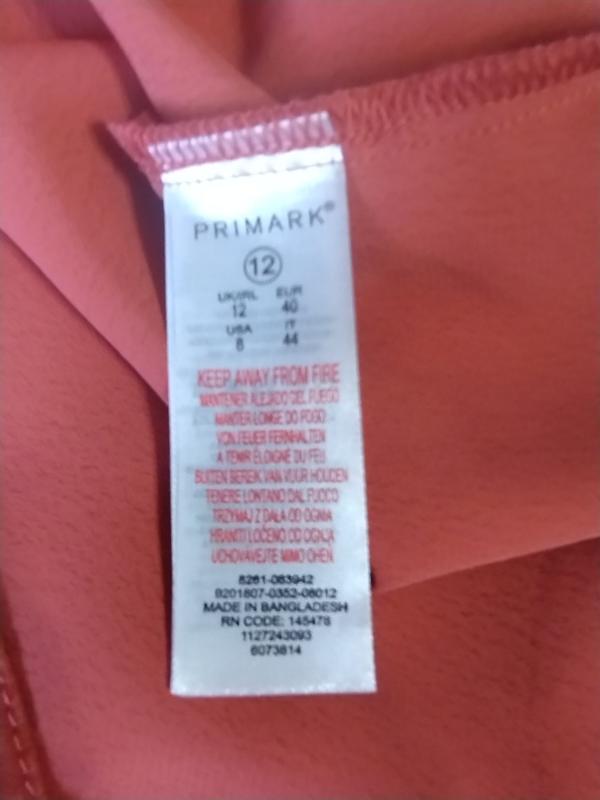 PRIMARK®
12
UK/IRL EUR
12 40
USA IT
8 44
KEEP AWAY FROM FIRE
MANTENER ALEJADO DEL FUEGO
MANTER LONGE DO FOGO
VON FEUER FERNHALTEN
A TENIR ÉLOIGNÉ DU FEU
BUITEN BEREIK VAN VUUR HOUDEN
TENERE LONTANO DAL FUOCO
TRZYMAJ Z DALA OD OGNIA
HRANITI LOČENO OD OGNJA
UCHOVÁVEJTE MIMO OHEŇ
8261-083942
9201807-0352-08012
MADE IN BANGLADESH
RN CODE: 145478
1127243093
6073814